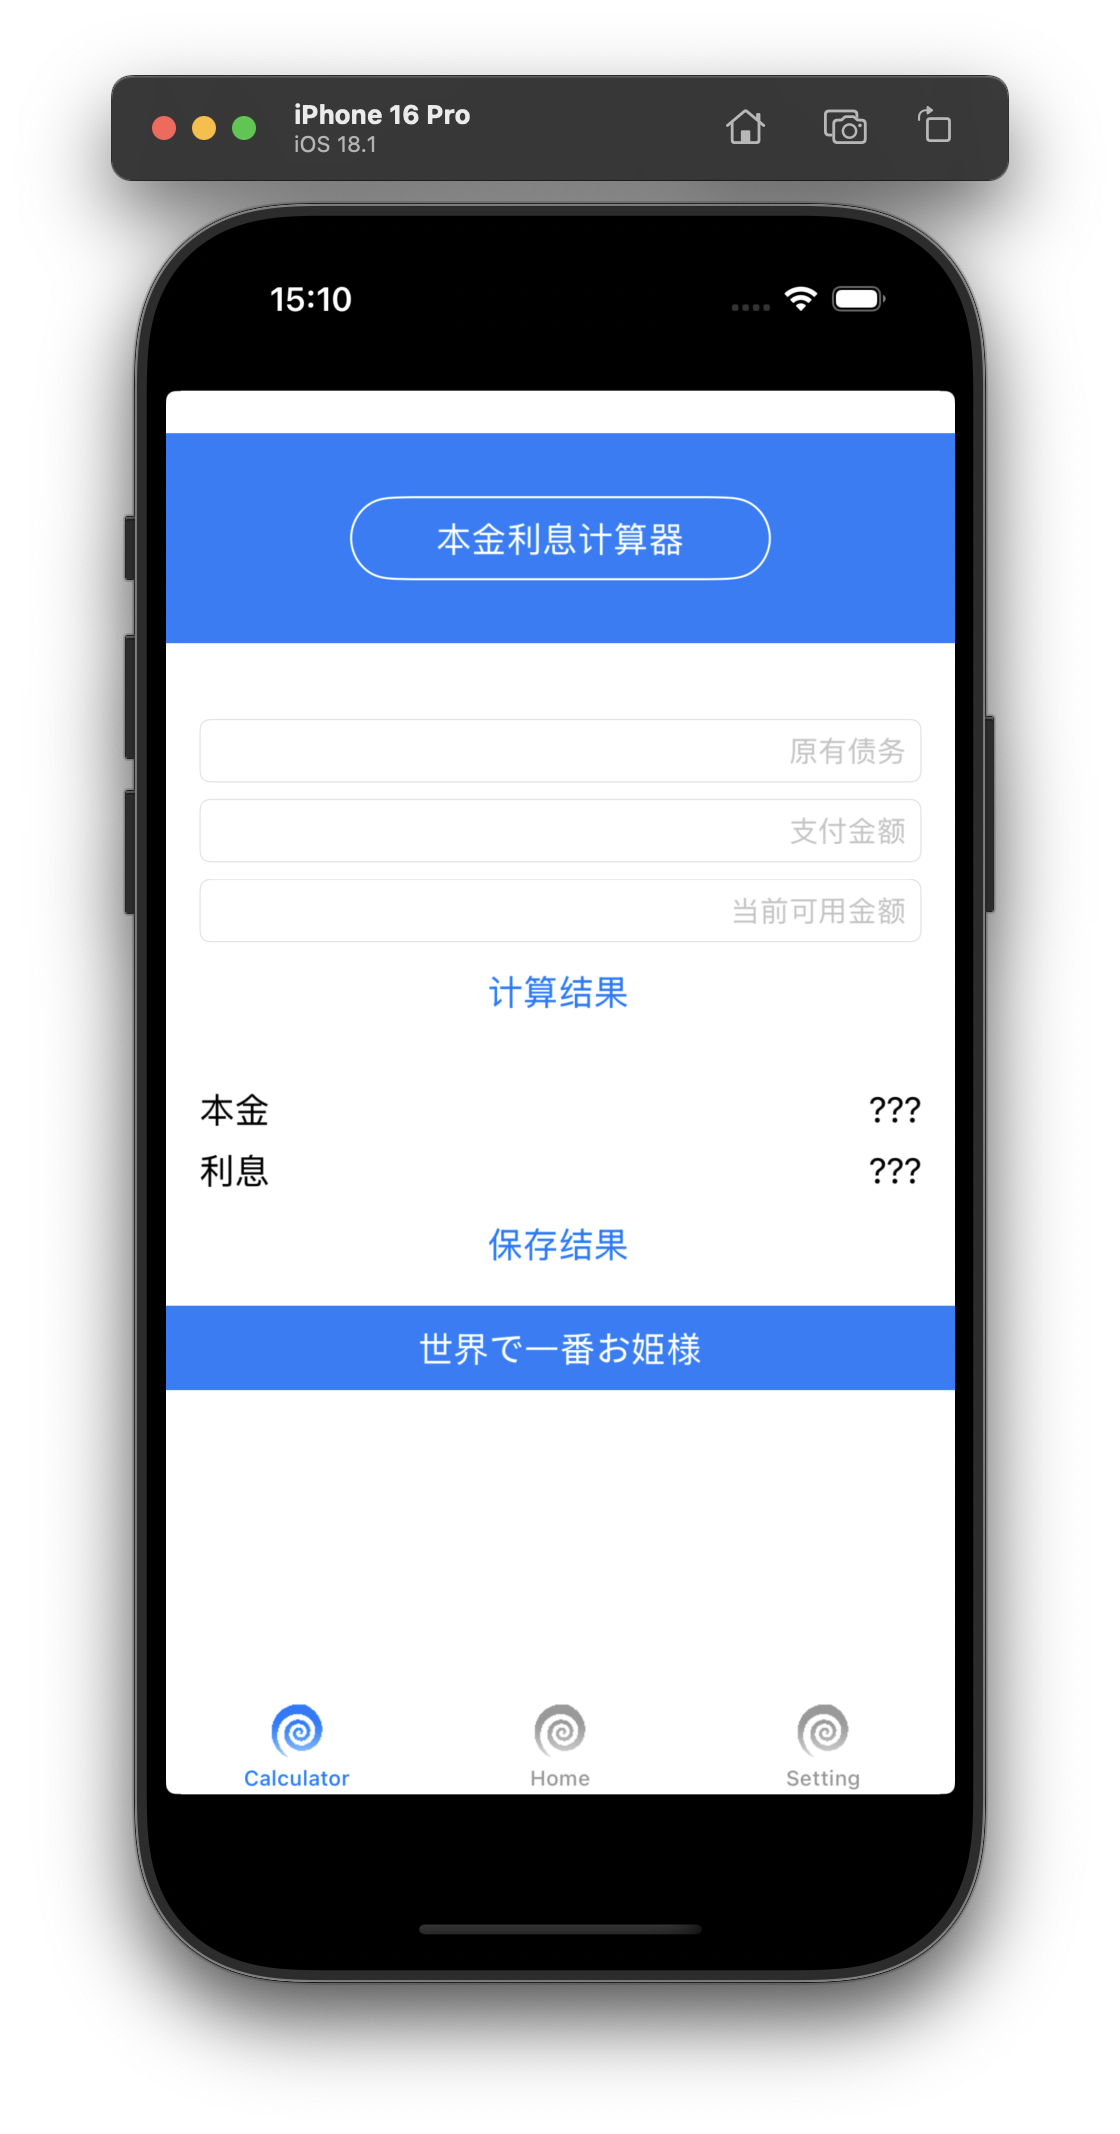 iPhone 16 Pro
iOS 18.1
15:10
本金利息计算器
原有债务
支付金额
当前可用金额
计算结果
本金 ???
利息 ???
保存结果
世界で一番お姫様
Calculator Home Setting